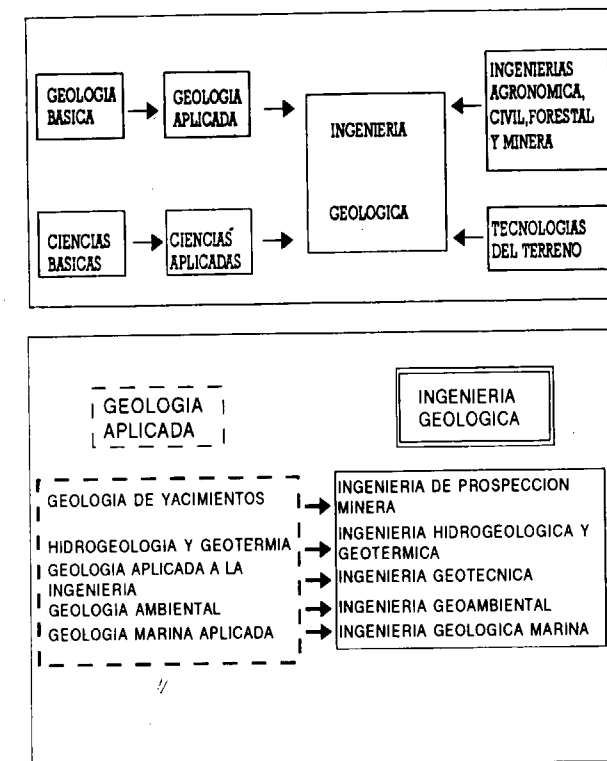 GEOLOGIA
BASICA
GEOLOGIA
APLICADA
INGENIERIA
GEOLOGICA
INGENIERIAS
AGRONOMICA,
CIVIL,FORESTAL
Y MINERA
CIENCIAS
BASICAS
CIENCIAS
APLICADAS
TECNOLOGIAS
DEL TERRENO
GEOLOGIA
APLICADA
INGENIERIA
GEOLOGICA
GEOLOGIA DE YACIMIENTOS
INGENIERIA DE PROSPECCION
MINERA
HIDROGEOLOGIA Y GEOTERMIA
INGENIERIA HIDROGEOLOGICA Y
GEOTERMICA
GEOLOGIA APLICADA A LA
INGENIERIA
INGENIERIA GEOTECNICA
GEOLOGIA AMBIENTAL
INGENIERIA GEOAMBIENTAL
GEOLOGIA MARINA APLICADA
INGENIERIA GEOLOGICA MARINA